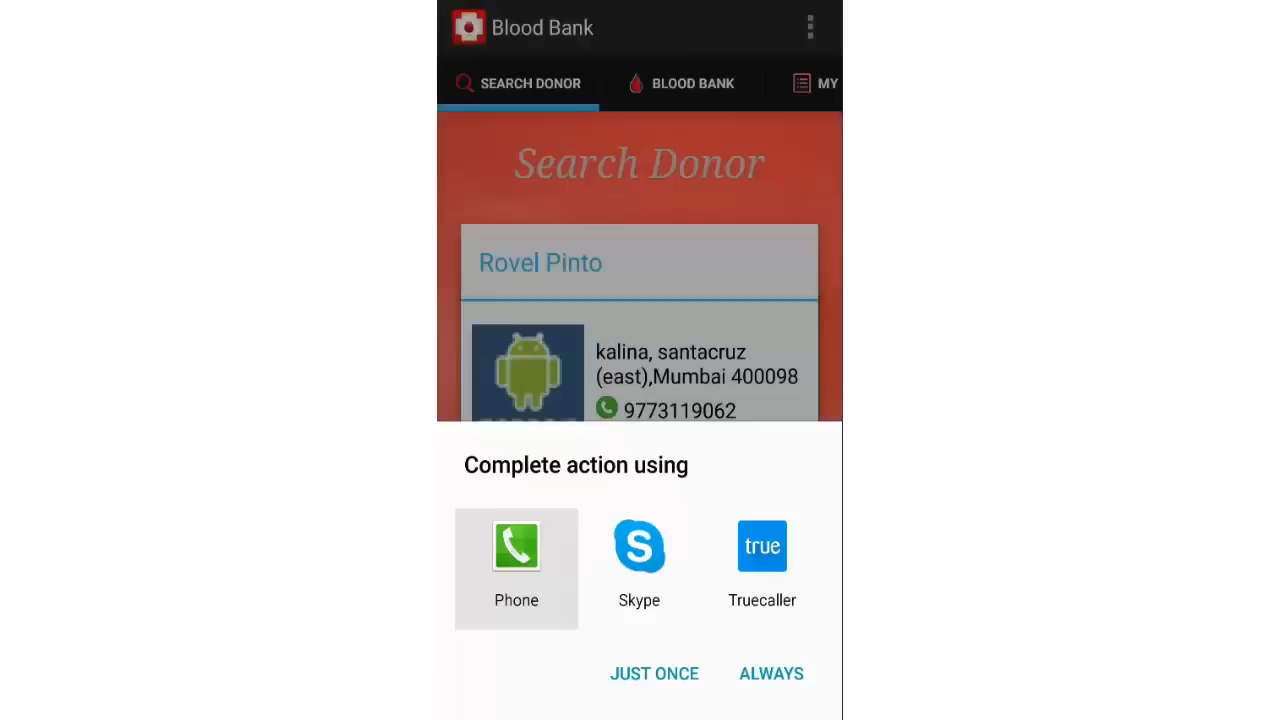 Blood Bank
SEARCH DONOR
BLOOD BANK
MY
Search Donor
Rovel Pinto
kalina, santacruz
(east),Mumbai 400098
9773119062
Complete action using
true
Phone
Skype
Truecaller
JUST ONCE
ALWAYS